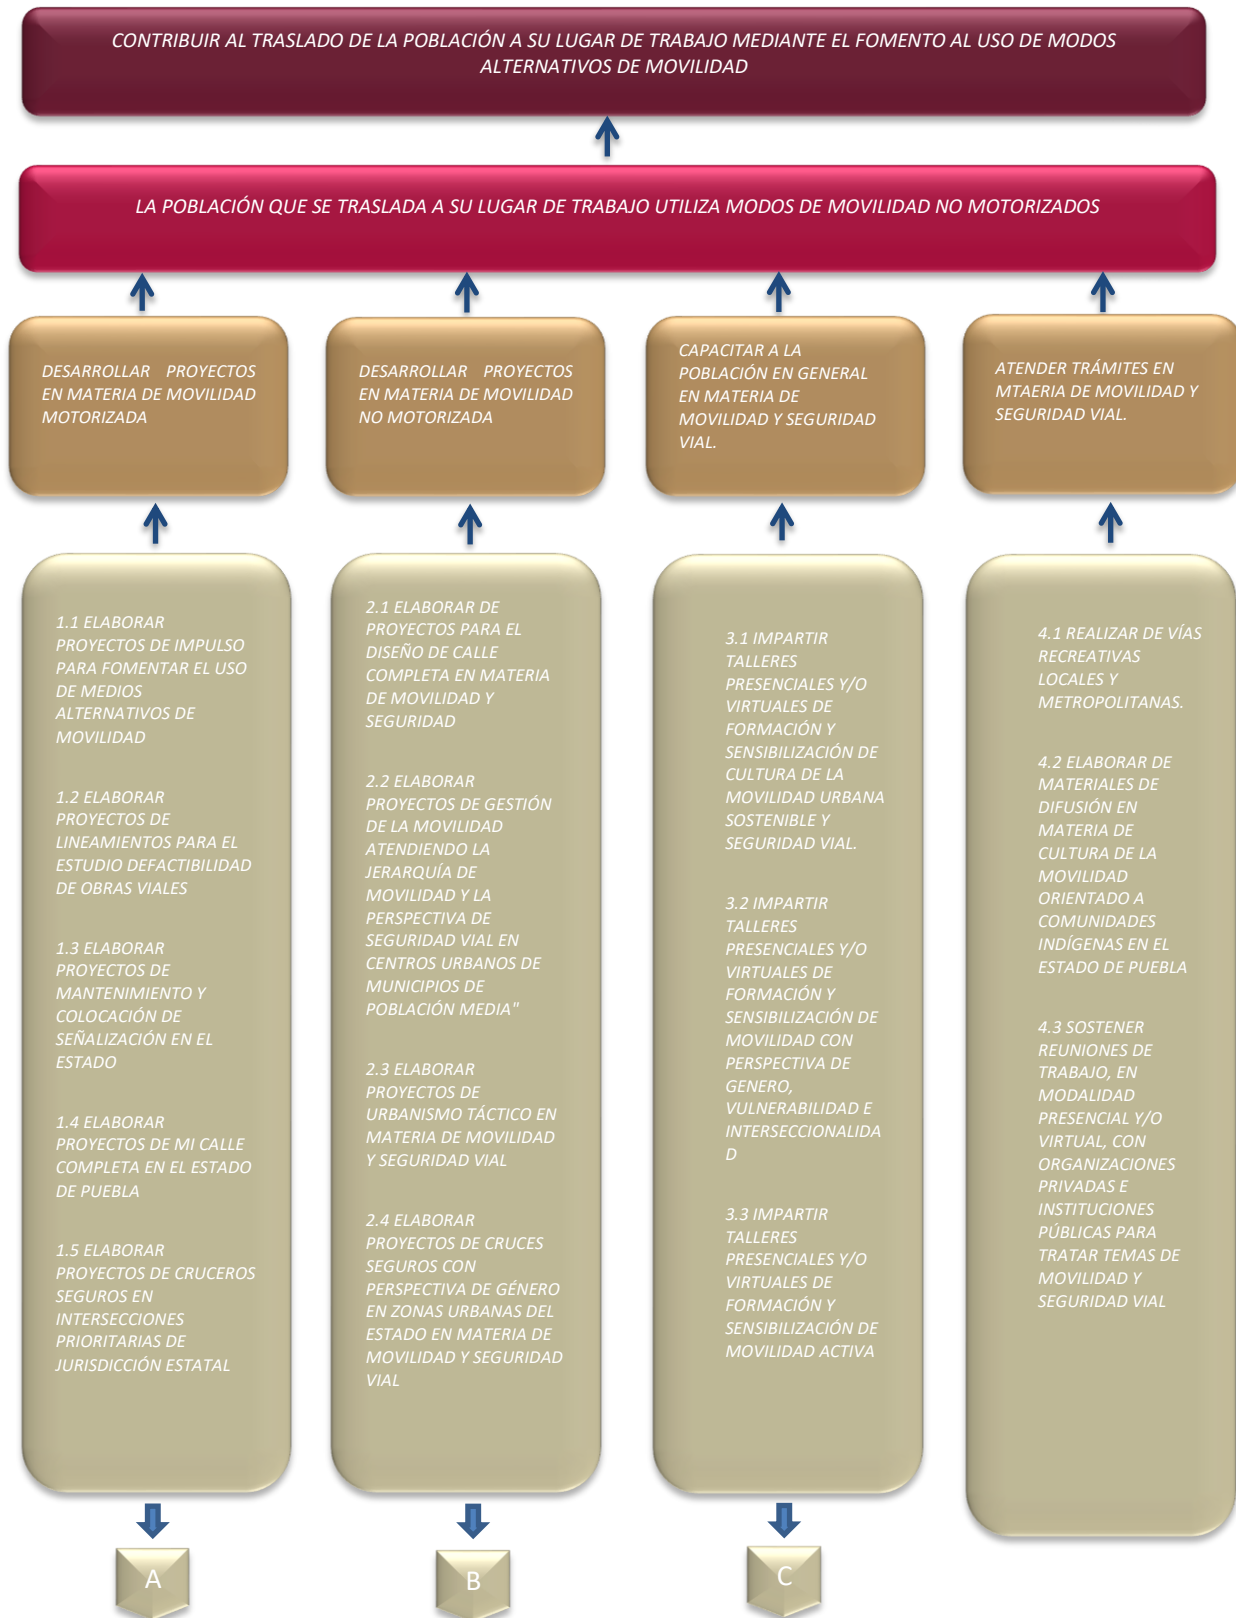 CONTRIBUIR AL TRASLADO DE LA POBLACIÓN A SU LUGAR DE TRABAJO MEDIANTE EL FOMENTO AL USO DE MODOS
ALTERNATIVOS DE MOVILIDAD
LA POBLACIÓN QUE SE TRASLADA A SU LUGAR DE TRABAJO UTILIZA MODOS DE MOVILIDAD NO MOTORIZADOS
DESARROLLAR PROYECTOS
EN MATERIA DE MOVILIDAD
MOTORIZADA
DESARROLLAR PROYECTOS
EN MATERIA DE MOVILIDAD
NO MOTORIZADA
CAPACITAR A LA
POBLACIÓN EN GENERAL
EN MATERIA DE
MOVILIDAD Y SEGURIDAD
VIAL.
ATENDER TRÁMITES EN
MTAERIA DE MOVILIDAD Y
SEGURIDAD VIAL.
1.1 ELABORAR
PROYECTOS DE IMPULSO
PARA FOMENTAR EL USO
DE MEDIOS
ALTERNATIVOS DE
MOVILIDAD
1.2 ELABORAR
PROYECTOS DE
LINEAMIENTOS PARA EL
ESTUDIO DEFACTIBILIDAD
DE OBRAS VIALES
1.3 ELABORAR
PROYECTOS DE
MANTENIMIENTO Y
COLOCACIÓN DE
SEÑALIZACIÓN EN EL
ESTADO
1.4 ELABORAR
PROYECTOS DE MI CALLE
COMPLETA EN EL ESTADO
DE PUEBLA
1.5 ELABORAR
PROYECTOS DE CRUCEROS
SEGUROS EN
INTERSECCIONES
PRIORITARIAS DE
JURISDICCIÓN ESTATAL
2.1 ELABORAR DE
PROYECTOS PARA EL
DISEÑO DE CALLE
COMPLETA EN MATERIA
DE MOVILIDAD Y
SEGURIDAD
2.2 ELABORAR
PROYECTOS DE GESTIÓN
DE LA MOVILIDAD
ATENDIENDO LA
JERARQUÍA DE
MOVILIDAD Y LA
PERSPECTIVA DE
SEGURIDAD VIAL EN
CENTROS URBANOS DE
MUNICIPIOS DE
POBLACIÓN MEDIA"
2.3 ELABORAR
PROYECTOS DE
URBANISMO TÁCTICO EN
MATERIA DE MOVILIDAD
Y SEGURIDAD VIAL
2.4 ELABORAR
PROYECTOS DE CRUCES
SEGUROS CON
PERSPECTIVA DE GÉNERO
EN ZONAS URBANAS DEL
ESTADO EN MATERIA DE
MOVILIDAD Y SEGURIDAD
VIAL
3.1 IMPARTIR
TALLERES
PRESENCIALES Y/O
VIRTUALES DE
FORMACIÓN Y
SENSIBILIZACIÓN DE
CULTURA DE LA
MOVILIDAD URBANA
SOSTENIBLE Y
SEGURIDAD VIAL.
3.2 IMPARTIR
TALLERES
PRESENCIALES Y/O
VIRTUALES DE
FORMACIÓN Y
SENSIBILIZACIÓN DE
MOVILIDAD CON
PERSPECTIVA DE
GENERO,
VULNERABILIDAD E
INTERSECCIONALIDA
D
3.3 IMPARTIR
TALLERES
PRESENCIALES Y/O
VIRTUALES DE
FORMACIÓN Y
SENSIBILIZACIÓN DE
MOVILIDAD ACTIVA
4.1 REALIZAR DE VÍAS
RECREATIVAS
LOCALES Y
METROPOLITANAS.
4.2 ELABORAR DE
MATERIALES DE
DIFUSIÓN EN
MATERIA DE
CULTURA DE LA
MOVILIDAD
ORIENTADO A
COMUNIDADES
INDÍGENAS EN EL
ESTADO DE PUEBLA
4.3 SOSTENER
REUNIONES DE
TRABAJO, EN
MODALIDAD
PRESENCIAL Y/O
VIRTUAL, CON
ORGANIZACIONES
PRIVADAS E
INSTITUCIONES
PÚBLICAS PARA
TRATAR TEMAS DE
MOVILIDAD Y
SEGURIDAD VIAL
A
B
C